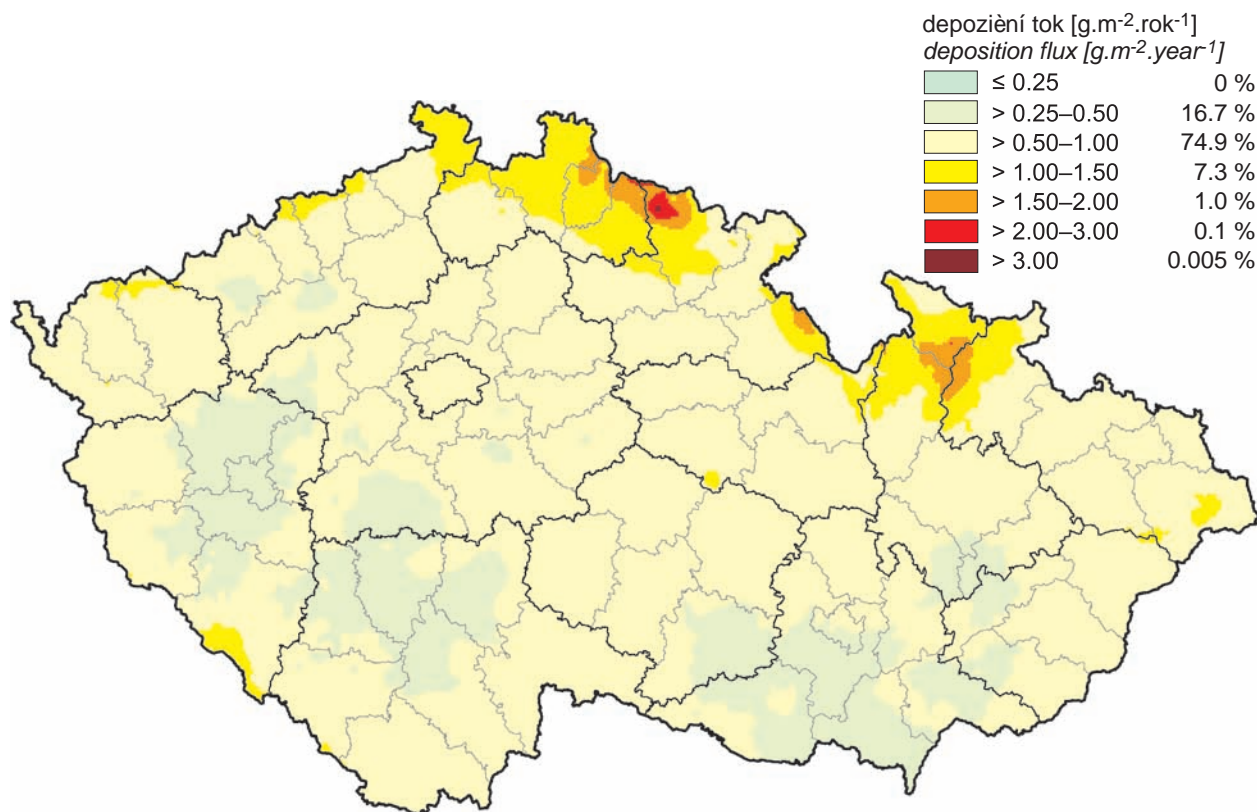 depozièní tok [g.m-2.rok-1]
deposition flux [g.m-2.year-1]
≤ 0.25 0 %
> 0.25–0.50 16.7 %
> 0.50–1.00 74.9 %
> 1.00–1.50 7.3 %
> 1.50–2.00 1.0 %
> 2.00–3.00 0.1 %
> 3.00 0.005 %